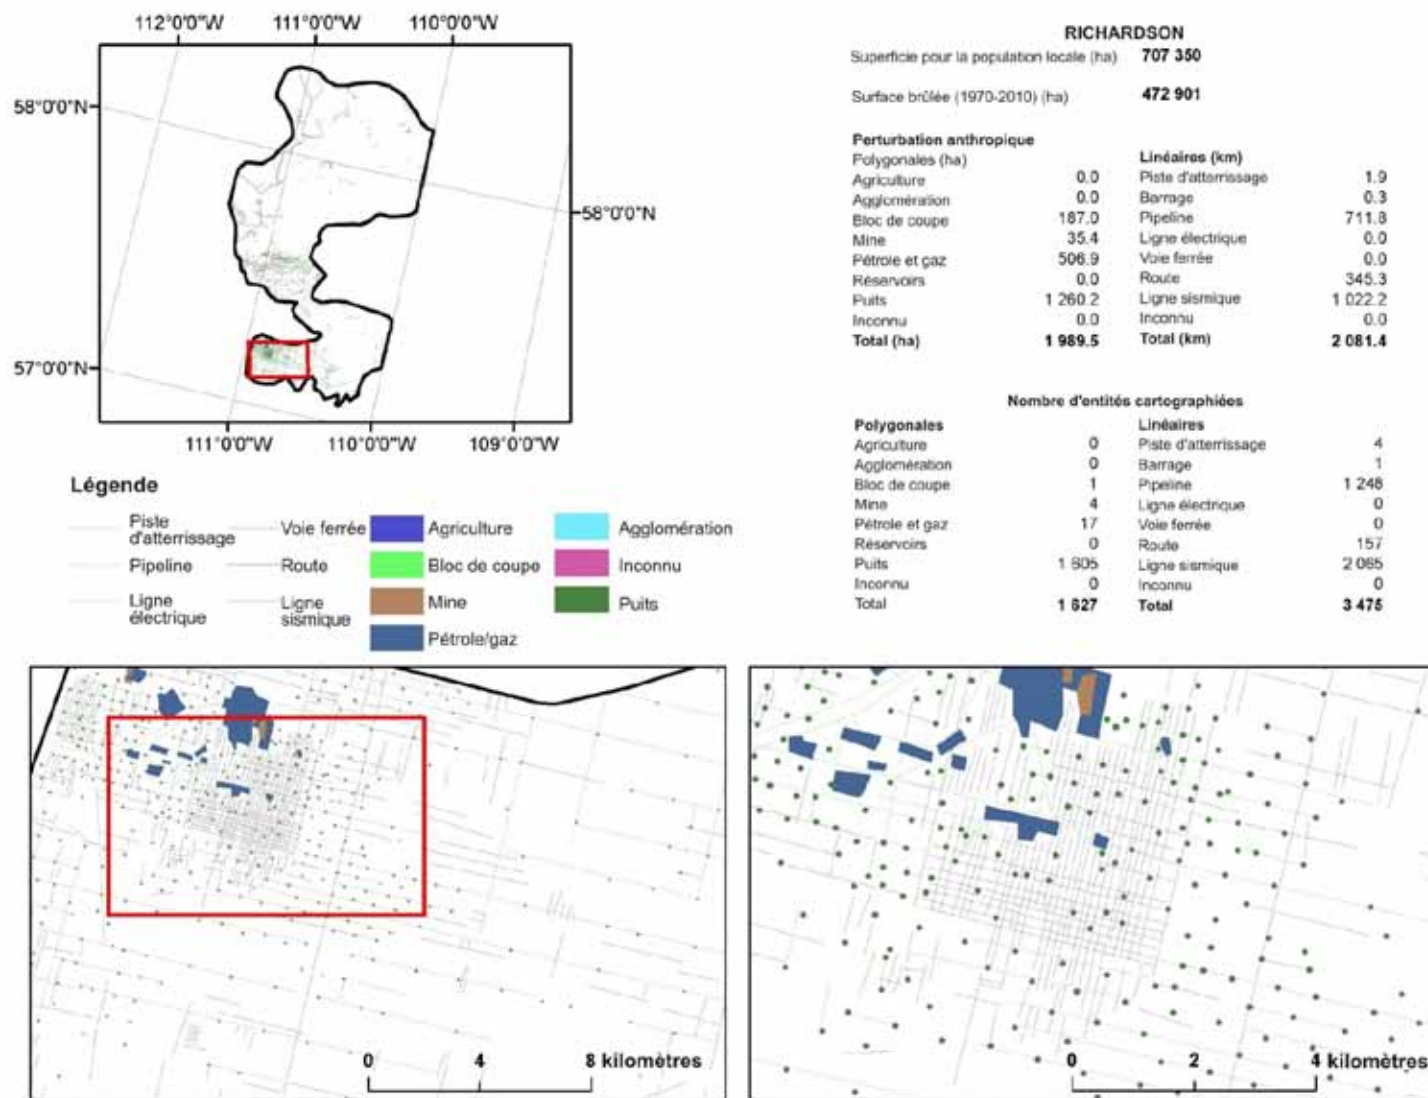 112°0'0"W 111°0'0"W 110°0'0"W
58°0'0"N
58°0'0"N
57°0'0"N
111°0'0"W 110°0'0"W 109°0'0"W
RICHARDSON
Superficie pour la population locale (ha) 707 350
Surface brûlée (1970-2010) (ha) 472 901
Perturbation anthropique
Polygonales (ha) Linéaires (km)
Agriculture 0.0 Piste d'atterrissage 1.9
Agglomération 0.0 Barrage 0.3
Bloc de coupe 187.0 Pipeline 711.8
Mine 35.4 Ligne électrique 0.0
Pétrole et gaz 506.9 Voie ferrée 0.0
Réservoirs 0.0 Route 345.3
Puits 1 260.2 Ligne sismique 1 022.2
Inconnu 0.0 Inconnu 0.0
Total (ha) 1 989.5 Total (km) 2 081.4
Nombre d'entités cartographiées
Polygonales Linéaires
Agriculture 0 Piste d'atterrissage 4
Agglomération 0 Barrage 1
Bloc de coupe 1 Pipeline 1 248
Mine 4 Ligne électrique 0
Pétrole et gaz 17 Voie ferrée 0
Réservoirs 0 Route 157
Puits 1 605 Ligne sismique 2 065
Inconnu 0 Inconnu 0
Total 1 627 Total 3 475
Légende
Piste d'atterrissage
Voie ferrée
Agriculture
Agglomération
Pipeline
Route
Bloc de coupe
Inconnu
Ligne électrique
Ligne sismique
Mine
Puits
Pétrole/gaz
0 4 8 kilomètres
0 2 4 kilomètres